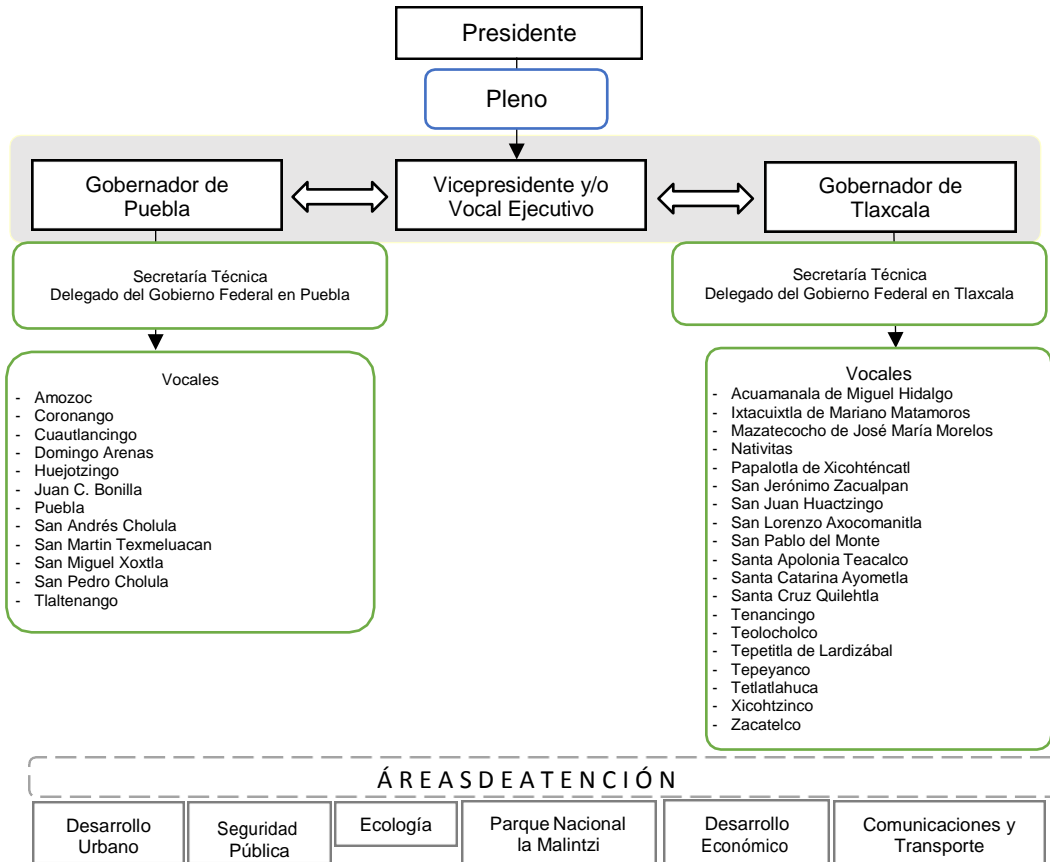 Presidente
Pleno
Gobernador de
Puebla
Vicepresidente y/o
Vocal Ejecutivo
Gobernador de
Tlaxcala
Secretaría Técnica
Delegado del Gobierno Federal en Puebla
Secretaría Técnica
Delegado del Gobierno Federal en Tlaxcala
Vocales
- Amozoc
- Coronango
- Cuautlancingo
- Domingo Arenas
- Huejotzingo
- Juan C. Bonilla
- Puebla
- San Andrés Cholula
- San Martin Texmeluacan
- San Miguel Xoxtla
- San Pedro Cholula
- Tlaltenango
Vocales
- Acuamanala de Miguel Hidalgo
- Ixtacuixtla de Mariano Matamoros
- Mazatecocho de José María Morelos
- Nativitas
- Papalotla de Xicohténcatl
- San Jerónimo Zacualpan
- San Juan Huactzingo
- San Lorenzo Axocomanitla
- San Pablo del Monte
- Santa Apolonia Teacalco
- Santa Catarina Ayometla
- Santa Cruz Quilehtla
- Tenancingo
- Teolocholco
- Tepetitla de Lardizábal
- Tepeyanco
- Tetlatlahuca
- Xicohtzinco
- Zacatelco
Á R E A S D E A T E N C I Ó N
Desarrollo
Urbano
Seguridad
Pública
Ecología
Parque Nacional
la Malintzi
Desarrollo
Económico
Comunicaciones y
Transporte